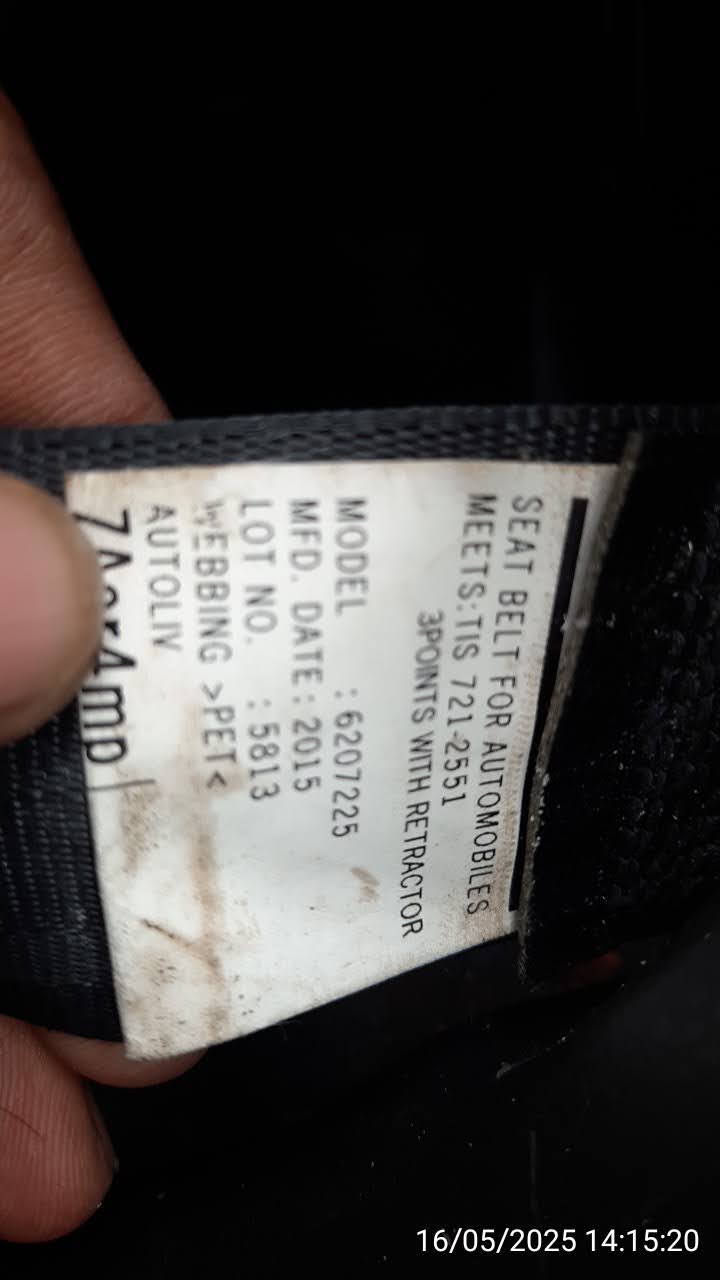 SEAT BELT FOR AUTOMOBILES
MEETS:TIS 721-2551
3POINTS WITH RETRACTOR
MODEL : 6207225
MFD. DATE : 2015
LOT NO. : 5813
WEBBING >PET<
AUTOLIV
16/05/2025 14:15:20